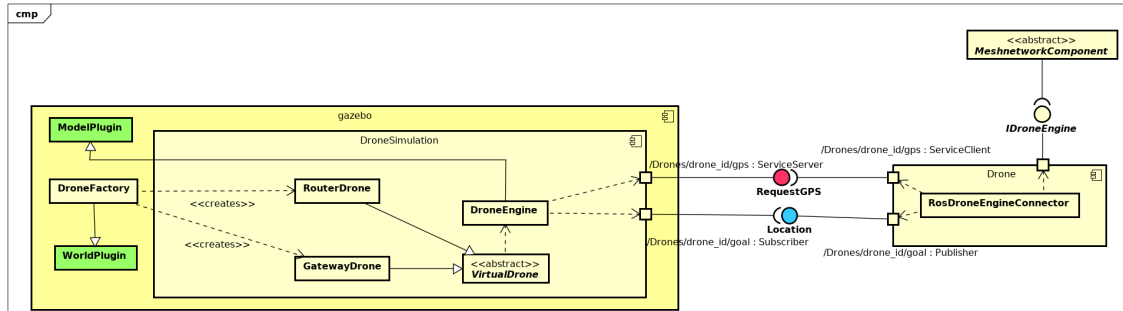 cmp
<<abstract>>
MeshnetworkComponent
IDroneEngine
gazebo
ModelPlugin
DroneSimulation
/Drones/drone_id/gps : ServiceClient
/Drones/drone_id/gps : ServiceServer
Drone
DroneFactory
RouterDrone
<<creates>>
RequestGPS
RosDroneEngineConnector
DroneEngine
Location
<<creates>>
/Drones/drone_id/goal : Subscriber
/Drones/drone_id/goal : Publisher
WorldPlugin
GatewayDrone
<<abstract>>
VirtualDrone